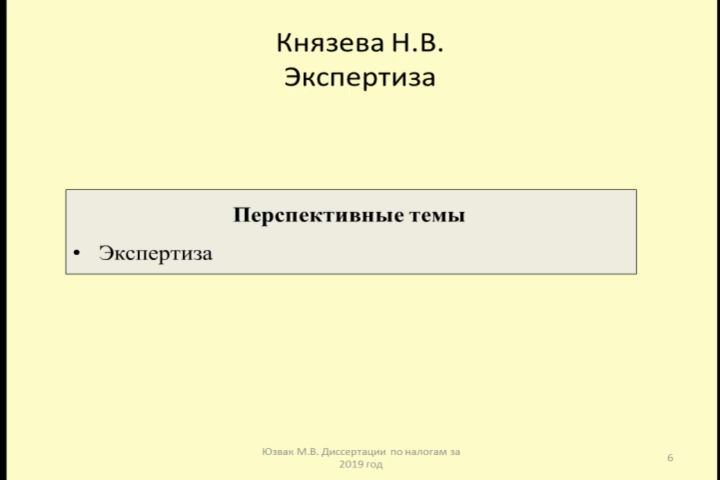 Князева Н.В.
Экспертиза
Перспективные темы
• Экспертиза
Юзвак М.В. Диссертации по налогам за
2019 год
6